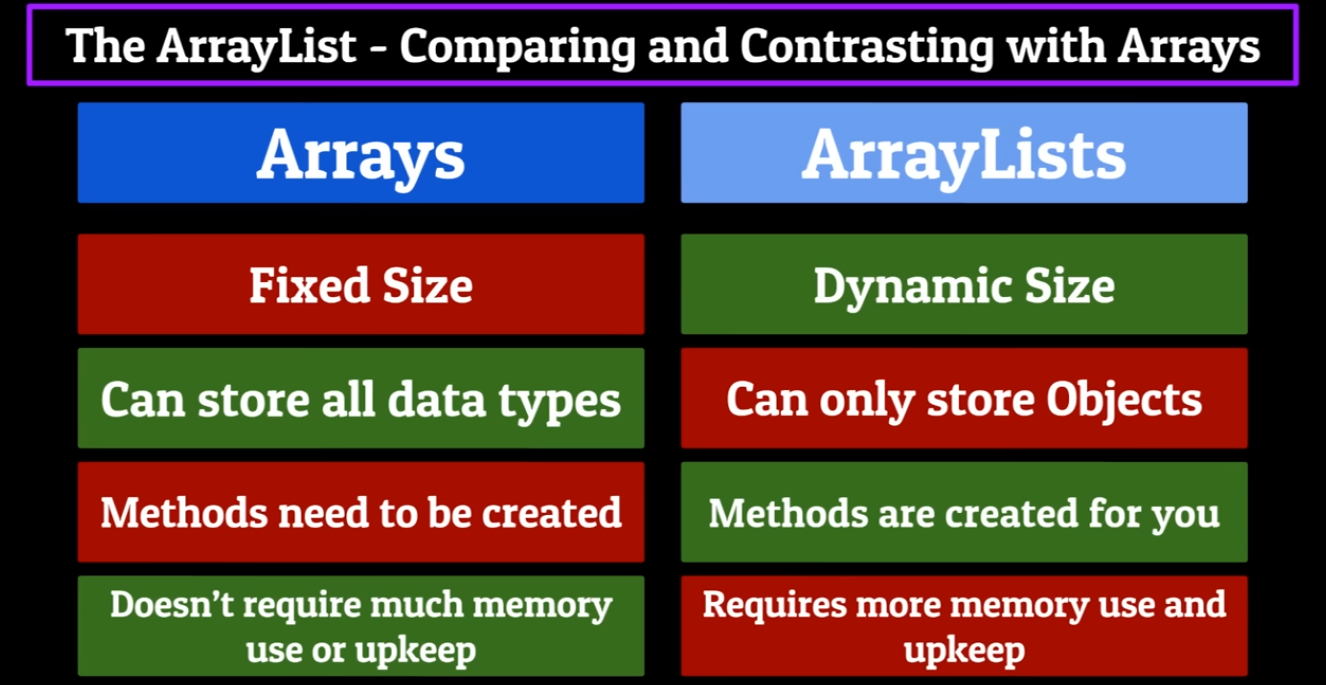 The ArrayList - Comparing and Contrasting with Arrays
Arrays
ArrayLists
Fixed Size
Dynamic Size
Can store all data types
Can only store Objects
Methods need to be created
Methods are created for you
Doesn’t require much memory
use or upkeep
Requires more memory use and
upkeep